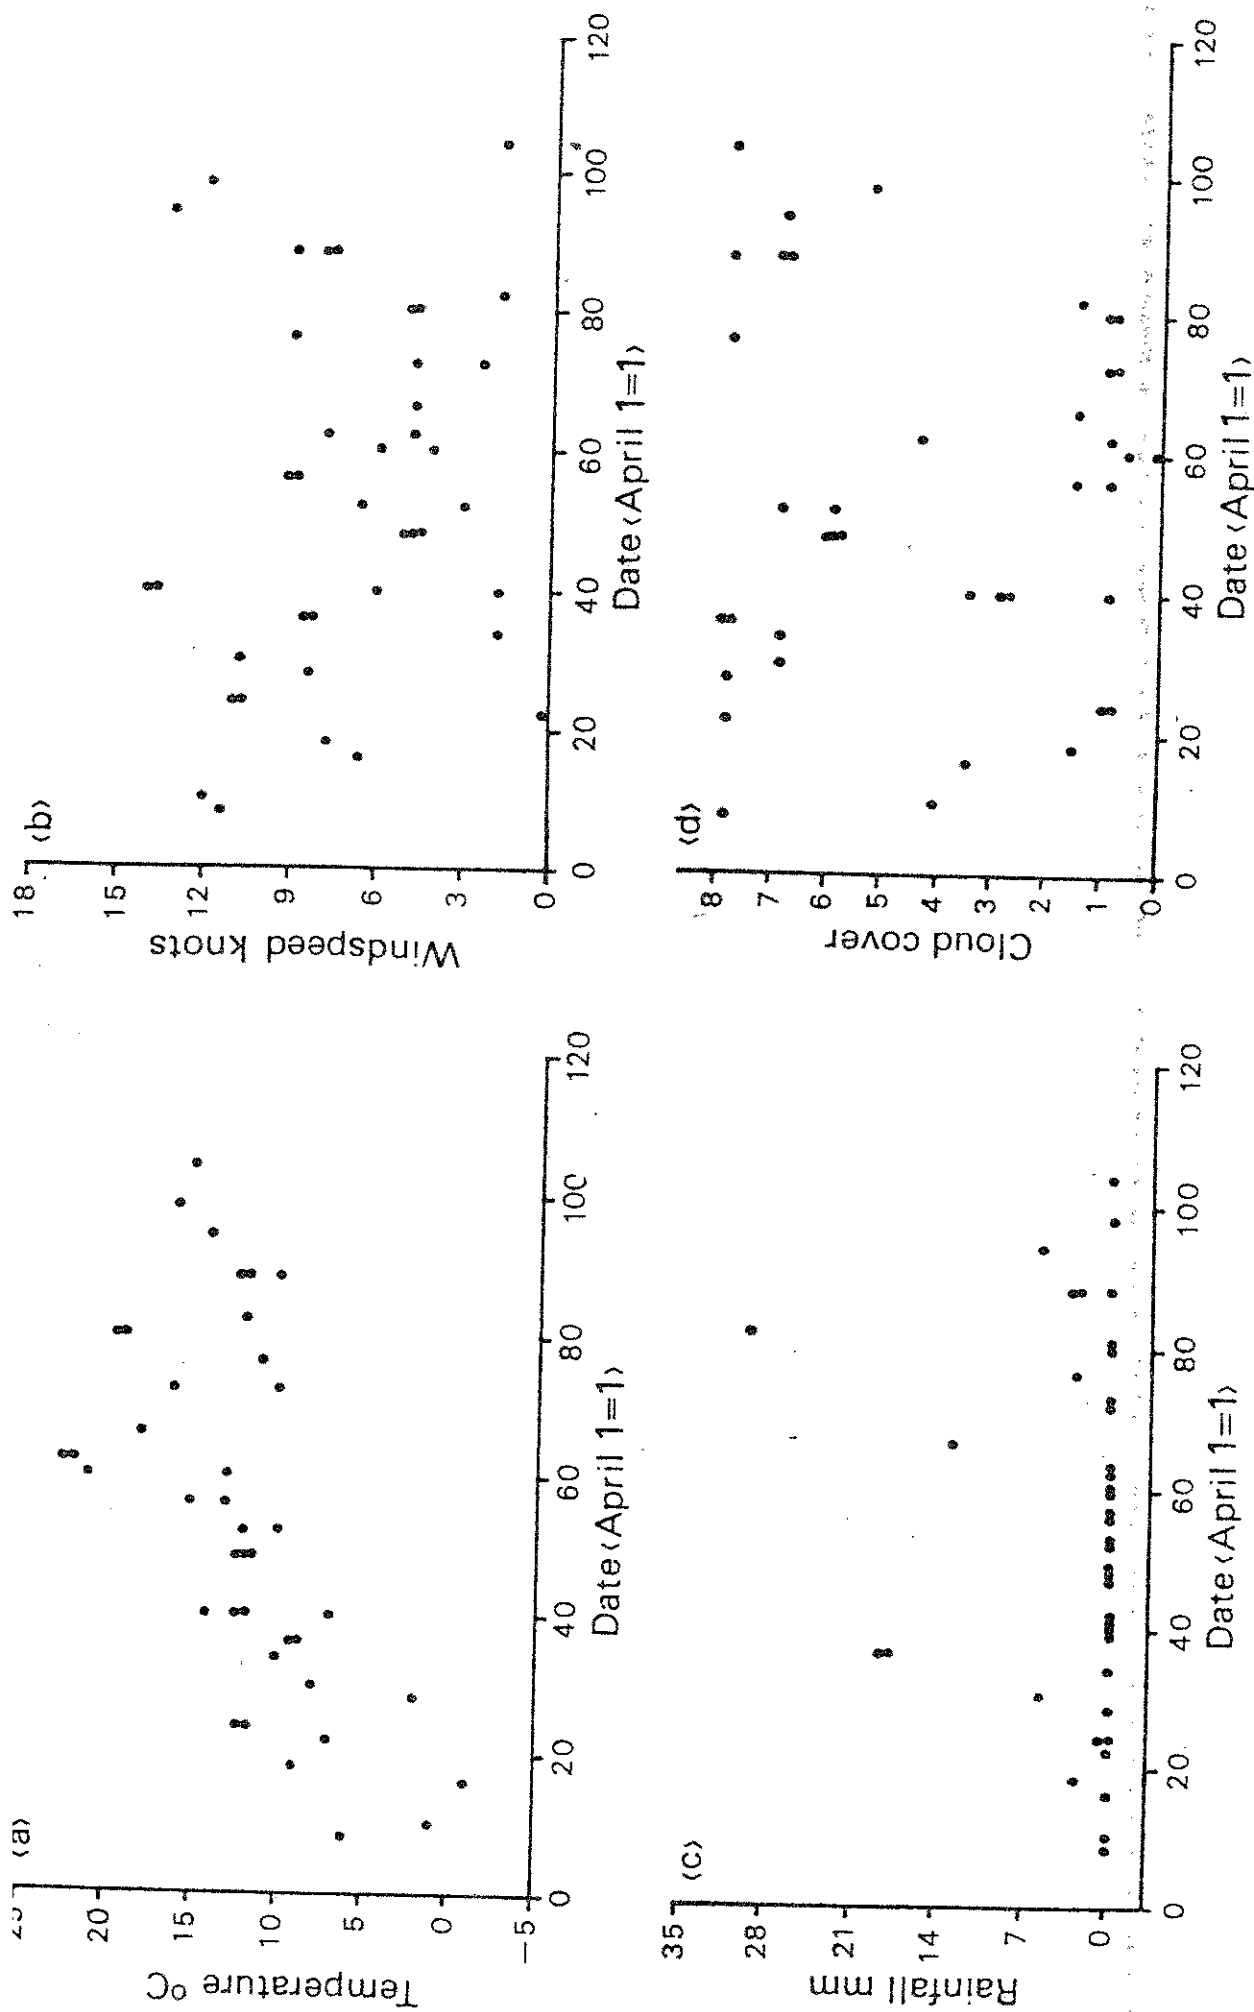 (a)
25
20
15
10
5
0
−5
Temperature °C
0 20 40 60 80 100 120
Date (April 1=1)
(b)
18
15
12
9
6
3
0
Windspeed knots
0 20 40 60 80 100 120
Date (April 1=1)
(c)
35
28
21
14
7
0
Rainfall mm
0 20 40 60 80 100 120
Date (April 1=1)
(d)
8
7
6
5
4
3
2
1
0
Cloud cover
0 20 40 60 80 100 120
Date (April 1=1)